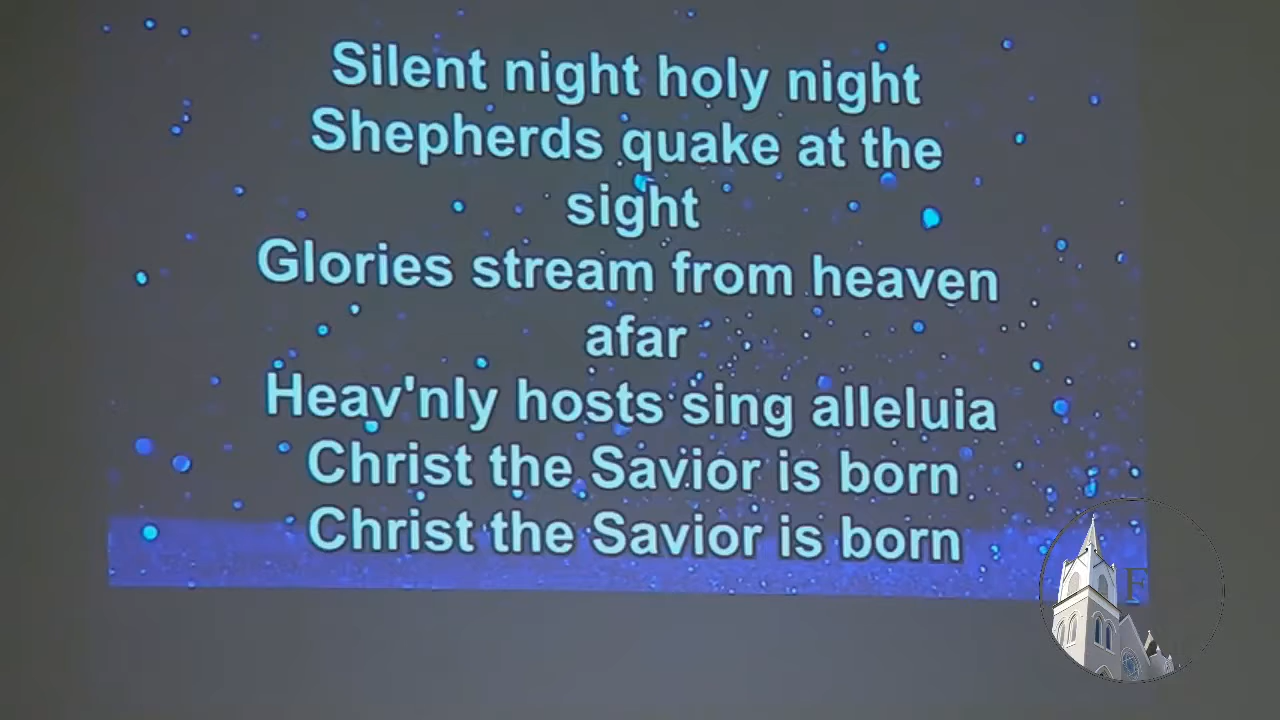 Silent night holy night
Shepherds quake at the
sight
Glories stream from heaven
afar
Heav'nly hosts sing alleluia
Christ the Savior is born
Christ the Savior is born
F